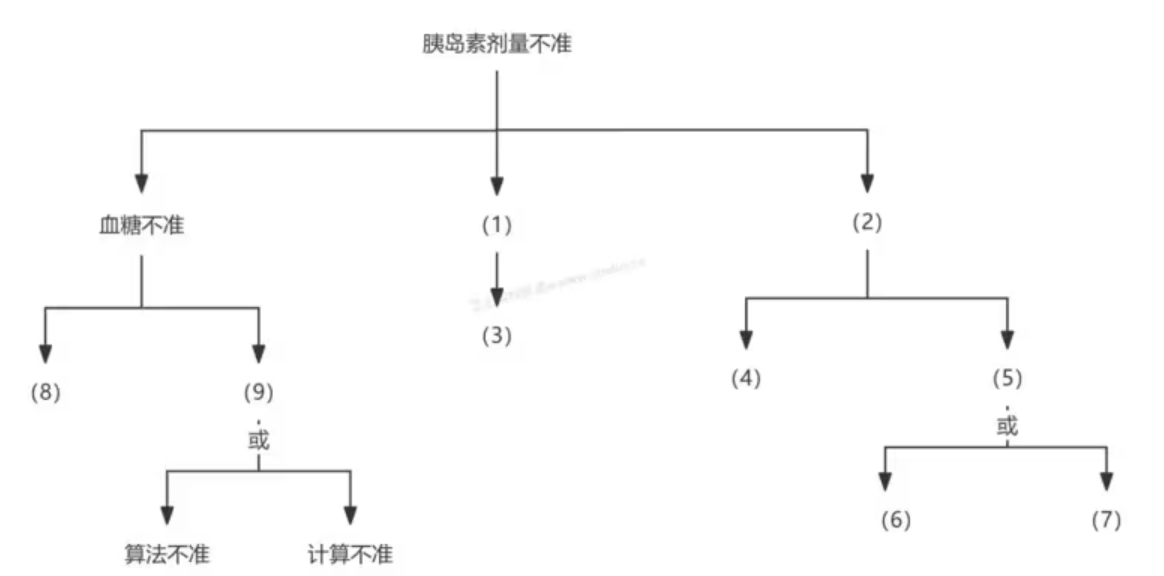 胰岛素剂量不准
血糖不准
(1)
(2)
(3)
(8)
(9)
(4)
(5)
或
或
(6)
(7)
算法不准
计算不准